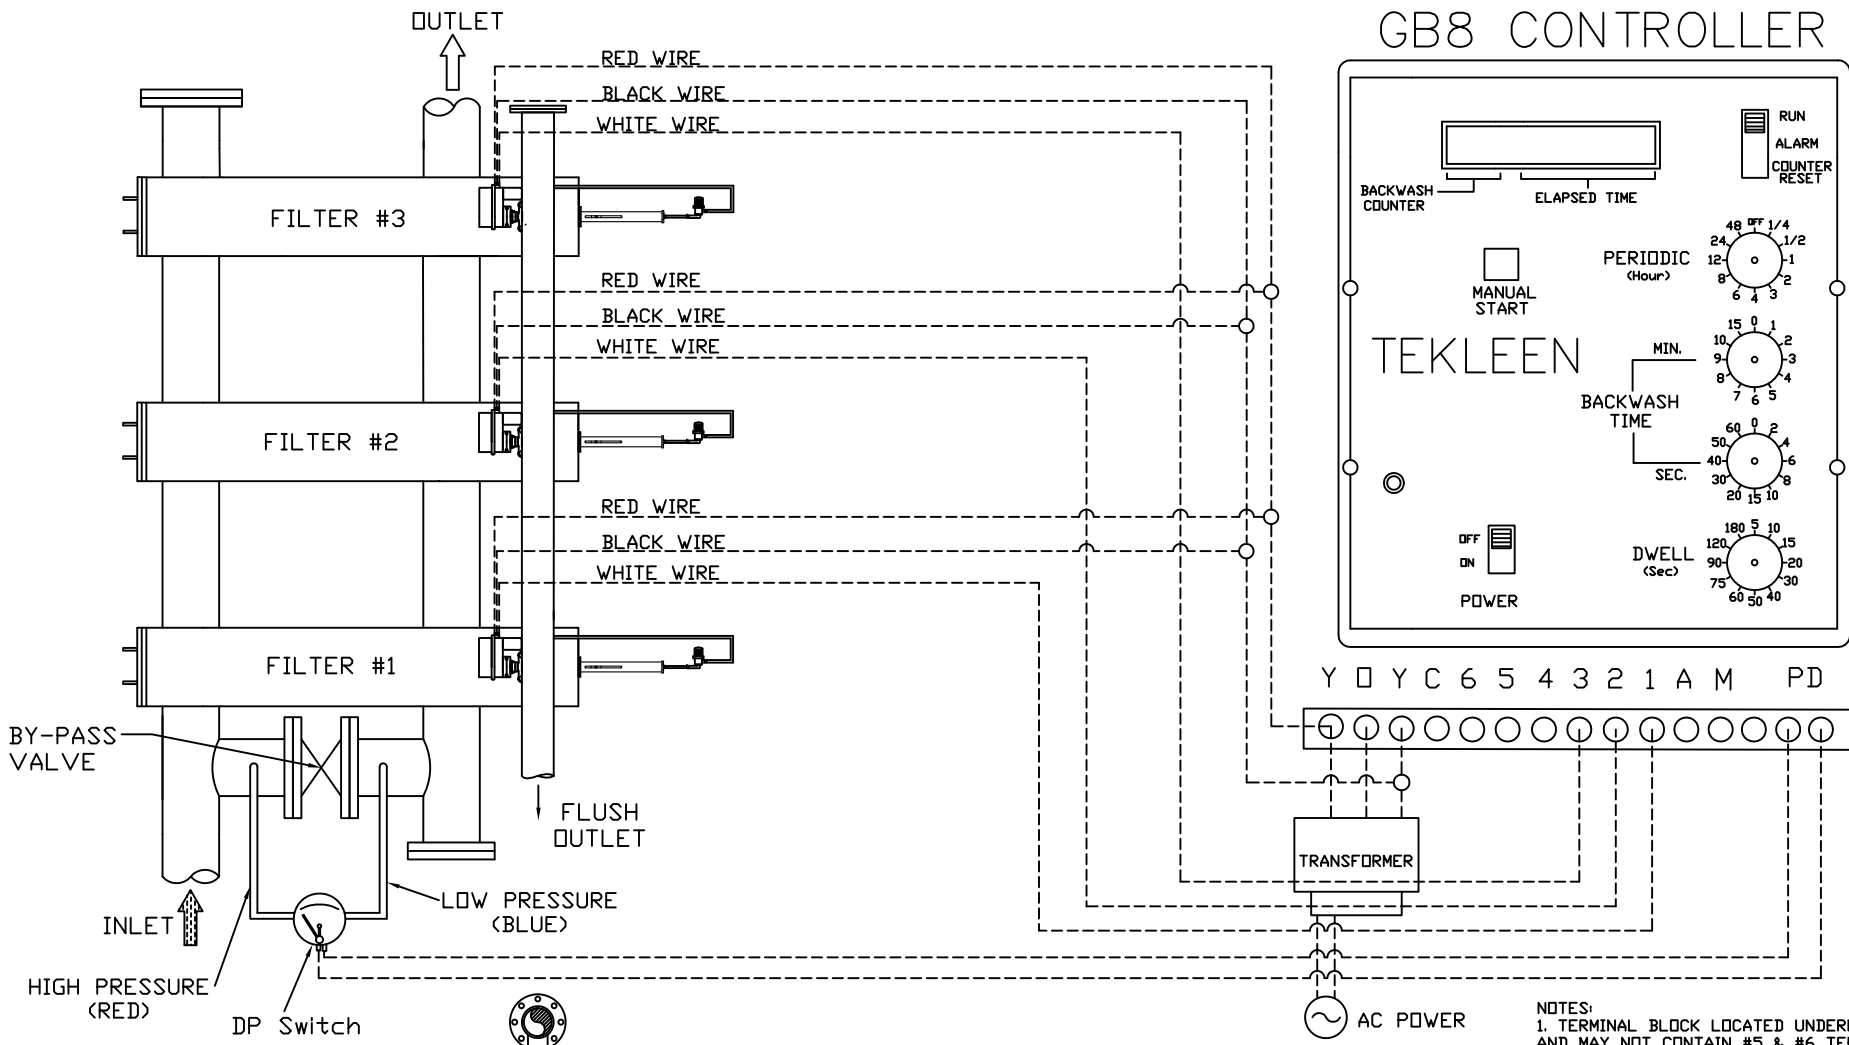 GB8 CONTROLLER
OUTLET
RED WIRE
BLACK WIRE
WHITE WIRE
FILTER #3
RED WIRE
BLACK WIRE
WHITE WIRE
FILTER #2
RED WIRE
BLACK WIRE
WHITE WIRE
FILTER #1
BY-PASS
VALVE
FLUSH
OUTLET
LOW PRESSURE
(BLUE)
INLET
HIGH PRESSURE
(RED)
DP Switch
RUN
ALARM
COUNTER
RESET
BACKWASH
COUNTER
ELAPSED TIME
MANUAL
START
PERIODIC
(Hour)
OFF 1/4 1/2 1 2 3 4 6 8 12 24 48
TEKLEEN
BACKWASH
TIME
MIN.
0 1 2 3 4 5 6 7 8 9 10 15
SEC.
0 2 4 6 8 10 15 20 30 40 50 60
OFF
ON
POWER
DWELL
(Sec)
5 10 15 20 30 40 50 60 75 90 120 180
Y O Y C 6 5 4 3 2 1 A M PD
TRANSFORMER
AC POWER
NOTES:
1. TERMINAL BLOCK LOCATED
AND MAY NOT CONTAIN #5 & #6